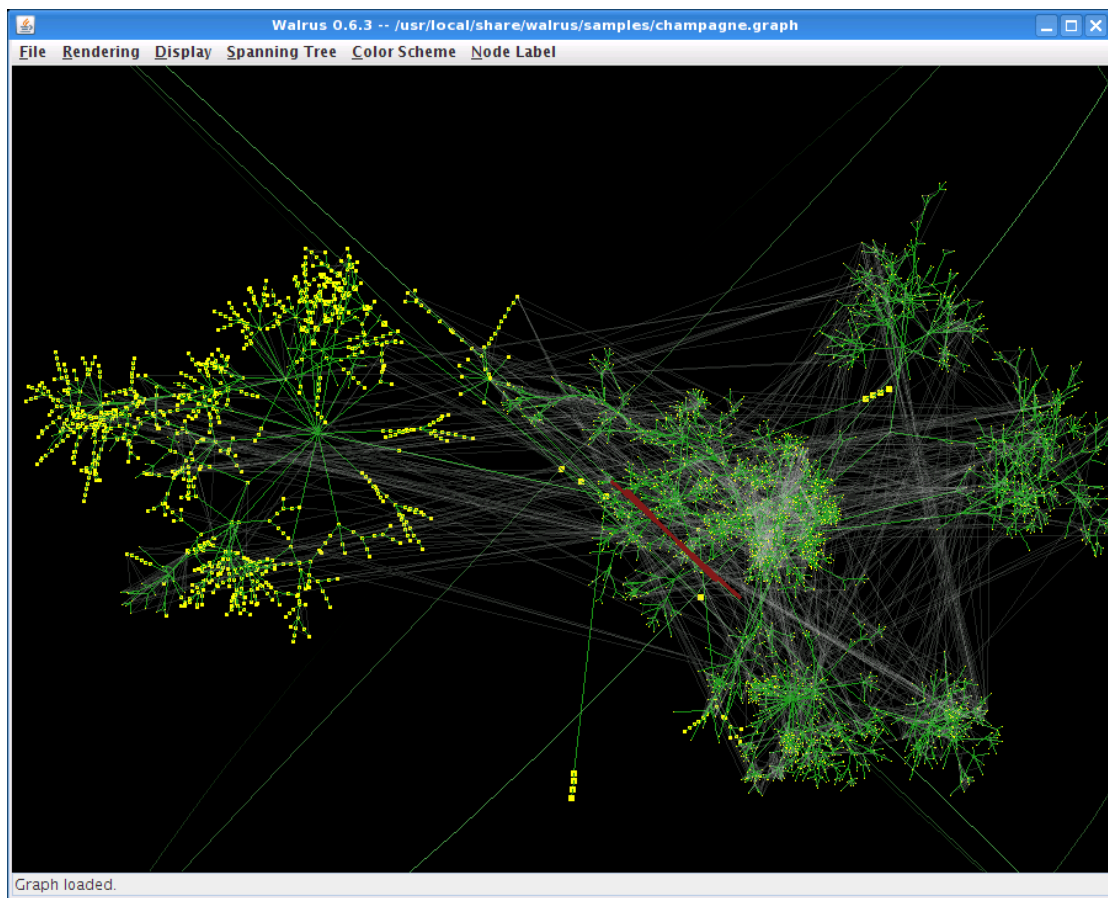 Walrus 0.6.3 -- /usr/local/share/walrus/samples/champagne.graph
File Rendering Display Spanning Tree Color Scheme Node Label
Graph loaded.